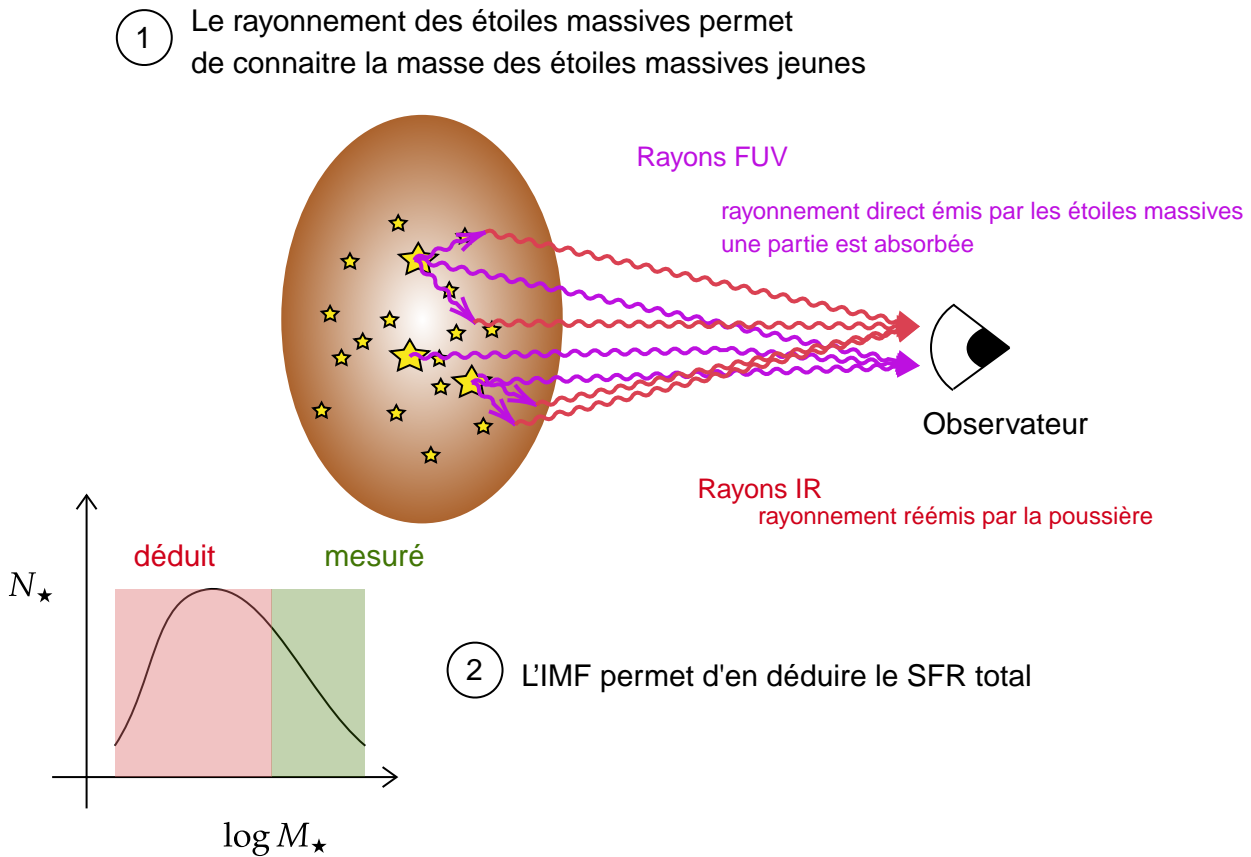 1
Le rayonnement des étoiles massives permet
de connaitre la masse des étoiles massives jeunes
Rayons FUV
rayonnement direct émis par les étoiles massives
une partie est absorbée
Observateur
Rayons IR
rayonnement réémis par la poussière
déduit
mesuré
N★
2
L'IMF permet d'en déduire le SFR total
log M★